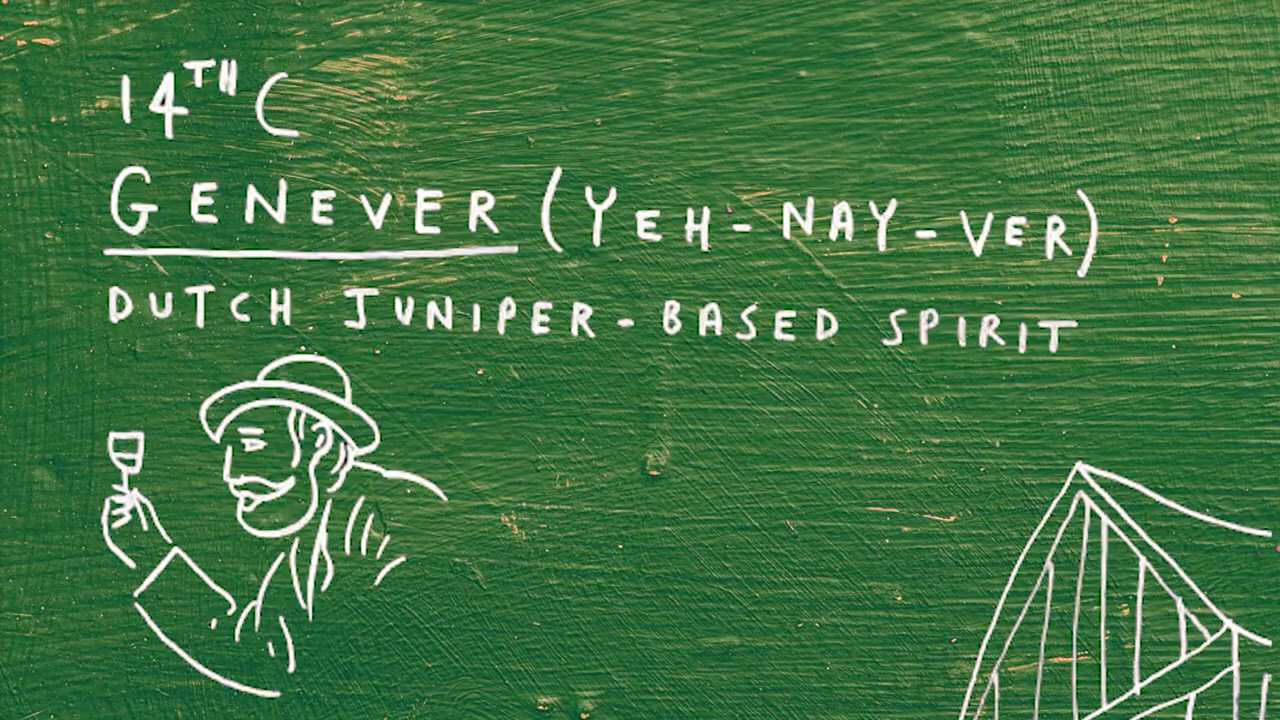 14TH C
GENEVER (YEH-NAY-VER)
DUTCH JUNIPER-BASED SPIRIT